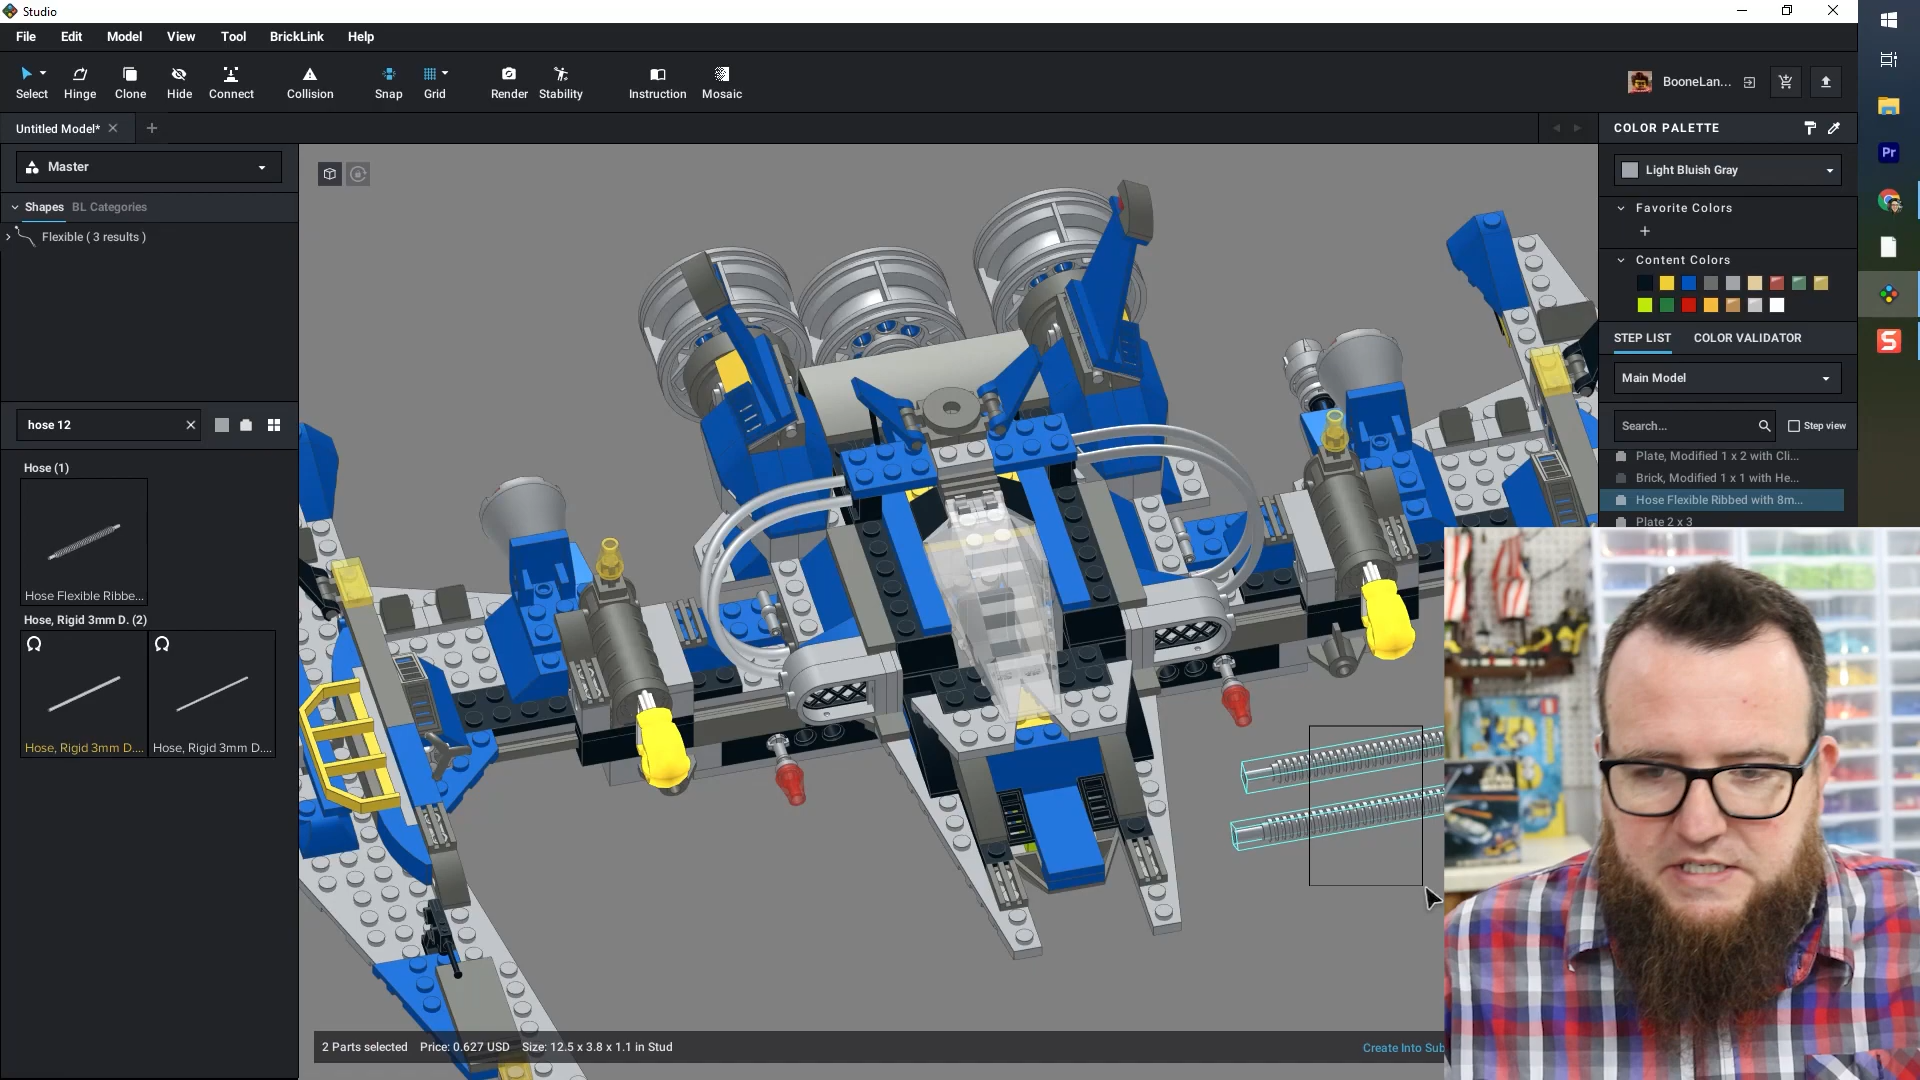 Studio
File Edit Model View Tool BrickLink Help
Select Hinge Clone Hide Connect Collision Snap Grid Render Stability Instruction Mosaic
BooneLan...
Untitled Model*
COLOR PALETTE
Master
Light Bluish Gray
Shapes BL Categories
Favorite Colors
Flexible ( 3 results )
Content Colors
STEP LIST COLOR VALIDATOR
Main Model
hose 12
Search... Step view
Plate, Modified 1 x 2 with Cli...
Hose (1)
Brick, Modified 1 x 1 with He...
Hose Flexible Ribbed with 8m...
Plate 2 x 3
Hose Flexible Ribbe...
Hose, Rigid 3mm D. (2)
Hose, Rigid 3mm D....
Hose, Rigid 3mm D....
2 Parts selected Price: 0.627 USD Size: 12.5 x 3.8 x 1.1 in Stud
Create Into Sub
Pr
S